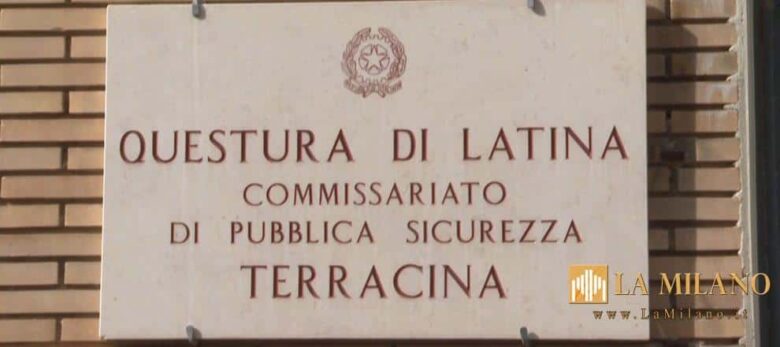 QUESTURA DI LATINA
COMMISSARIATO
DI PUBBLICA SICUREZZA
TERRACINA
LA MILANO
www.LaMilano.it